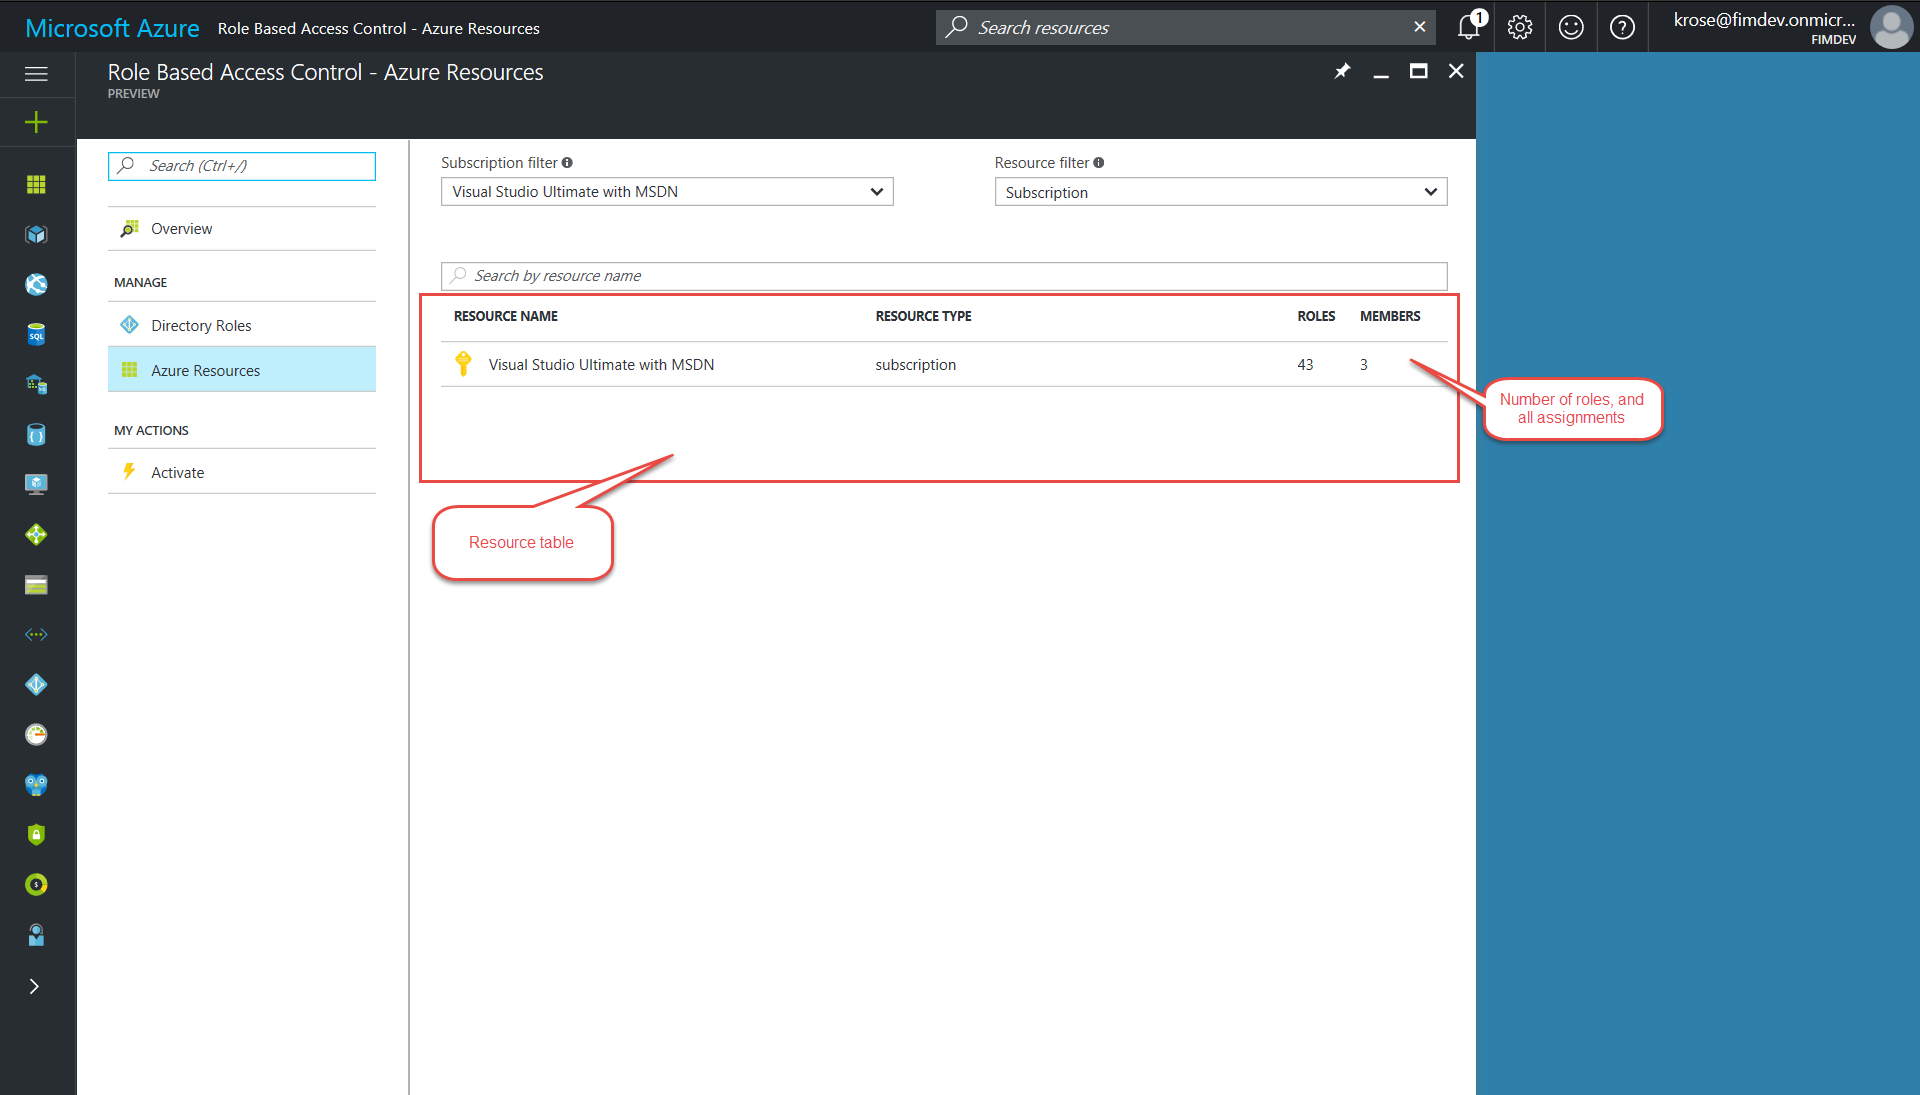 Microsoft Azure Role Based Access Control - Azure Resources
Search resources
1
krose@fimdev.onmicr...
FIMDEV
Role Based Access Control - Azure Resources
PREVIEW
Search (Ctrl+/)
Overview
MANAGE
Directory Roles
Azure Resources
MY ACTIONS
Activate
Subscription filter
Visual Studio Ultimate with MSDN
Resource filter
Subscription
Search by resource name
RESOURCE NAME RESOURCE TYPE ROLES MEMBERS
Visual Studio Ultimate with MSDN subscription 43 3
Number of roles, and
all assignments
Resource table
SQL